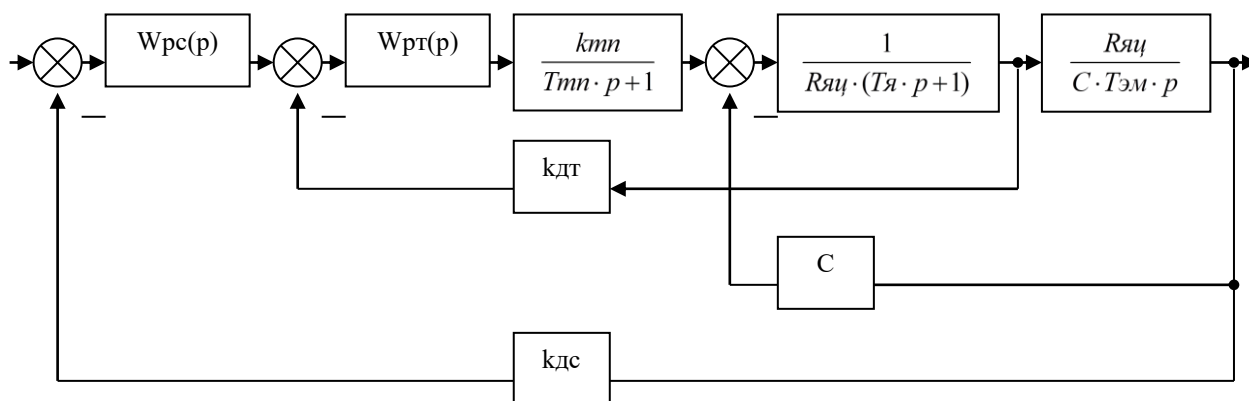 Wрс(р)
Wрт(р)
kтп
Tтп · p + 1
1
Rяц · (Tя · p + 1)
Rяц
C · Tэм · p
—
—
—
kдт
С
kдс